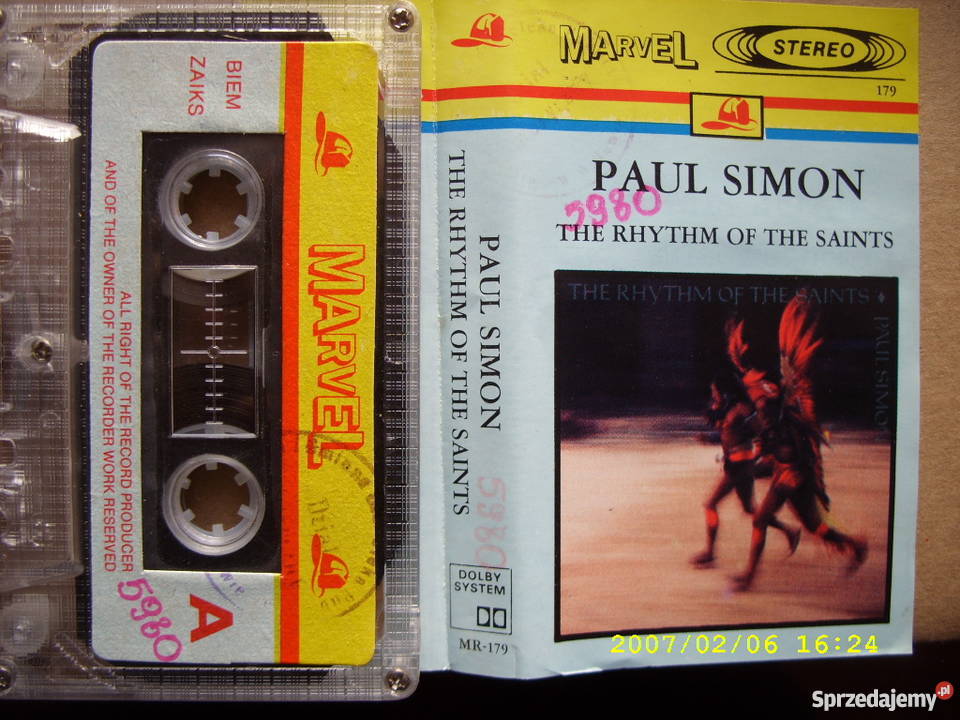 BIEM
ZAIKS
MARVEL
ALL RIGHT OF THE RECORD PRODUCER
AND OF THE OWNER OF THE RECORDER WORK RESERVED
A
5980
PAUL SIMON
THE RHYTHM OF THE SAINTS
5980
DOLBY
SYSTEM
MR-179
MARVEL
STEREO
179
PAUL SIMON
5980
THE RHYTHM OF THE SAINTS
THE RHYTHM OF THE SAINTS ♦
PAUL SIMON
2007/02/06 16:24
Sprzedajemy.pl